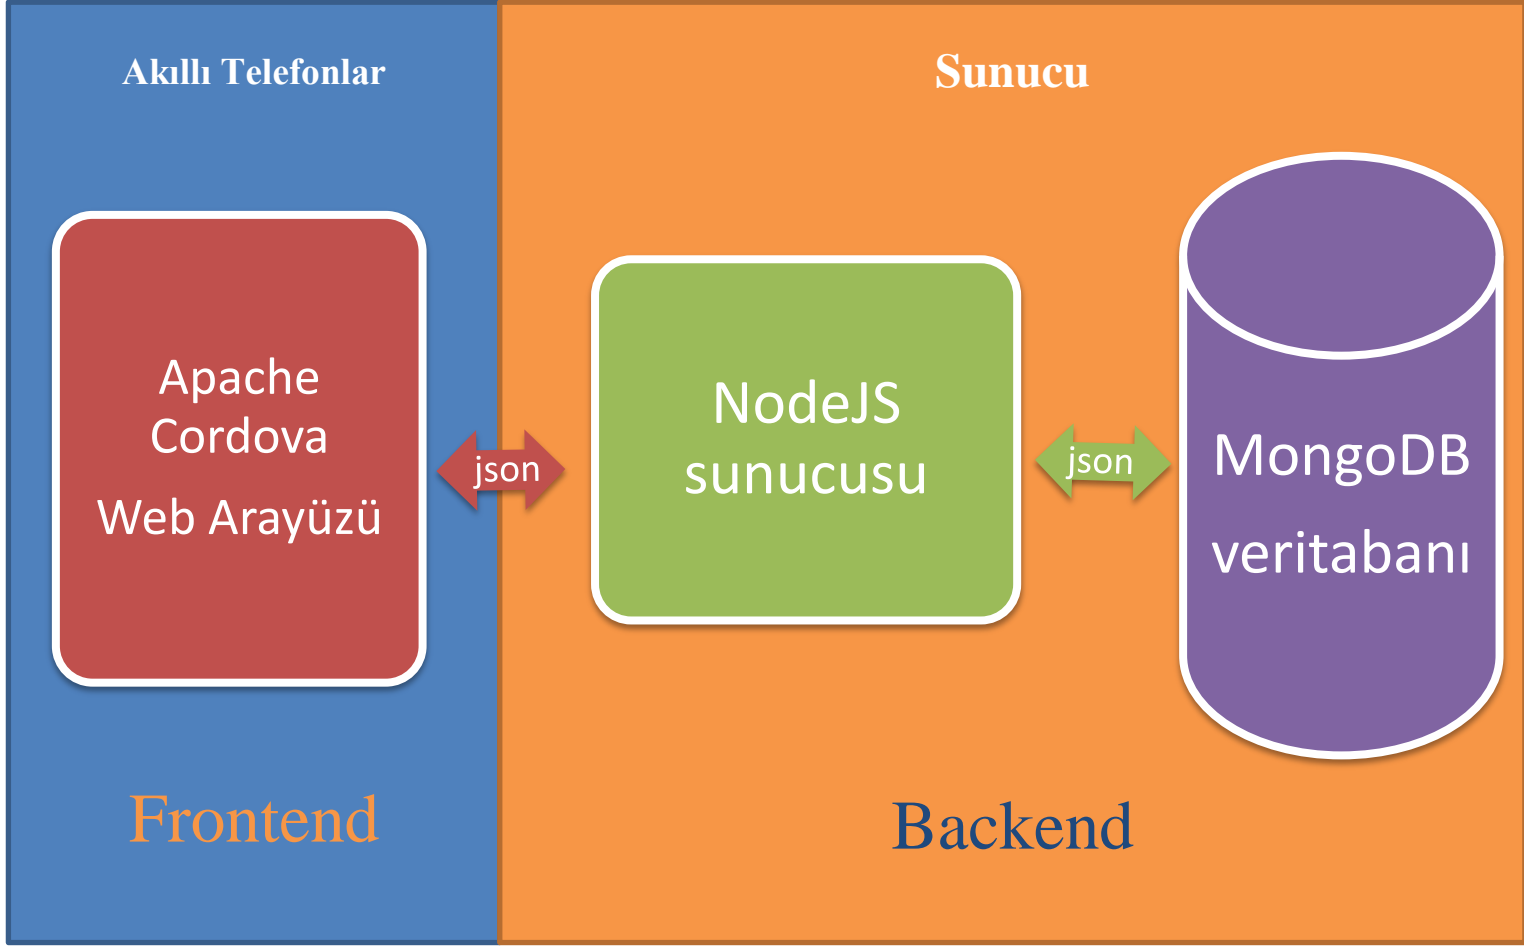 Akıllı Telefonlar
Sunucu
Apache
Cordova
Web Arayüzü
json
NodeJS
sunucusu
json
MongoDB
veritabanı
Frontend
Backend